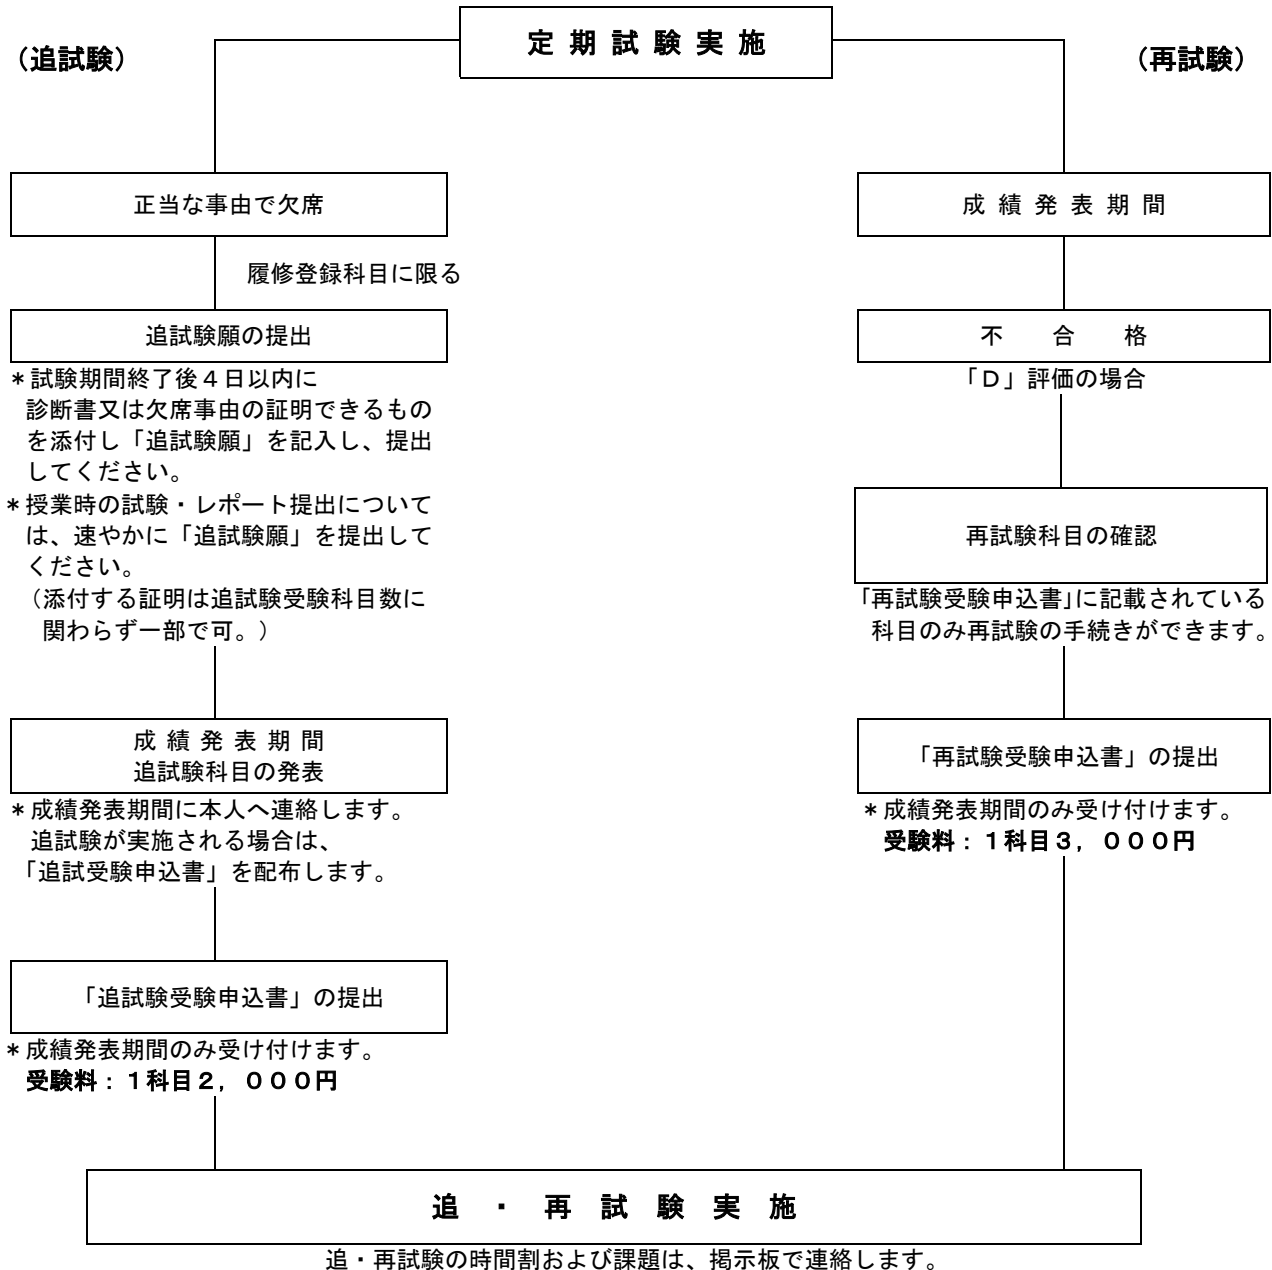 定期試験実施
（追試験）
正当な事由で欠席
履修登録科目に限る
追試験願の提出
＊試験期間終了後４日以内に
診断書又は欠席事由の証明できるもの
を添付し「追試験願」を記入し、提出
してください。
＊授業時の試験・レポート提出について
は、速やかに「追試験願」を提出して
ください。
（添付する証明は追試験受験科目数に
関わらず一部で可。）
成績発表期間
追試験科目の発表
＊成績発表期間に本人へ連絡します。
追試験が実施される場合は、
「追試受験申込書」を配布します。
「追試験受験申込書」の提出
＊成績発表期間のみ受け付けます。
受験料：１科目２，０００円
（再試験）
成績発表期間
不合格
「Ｄ」評価の場合
再試験科目の確認
「再試験受験申込書」に記載されている
科目のみ再試験の手続きができます。
「再試験受験申込書」の提出
＊成績発表期間のみ受け付けます。
受験料：１科目３，０００円
追・再試験実施
追・再試験の時間割および課題は、掲示板で連絡します。